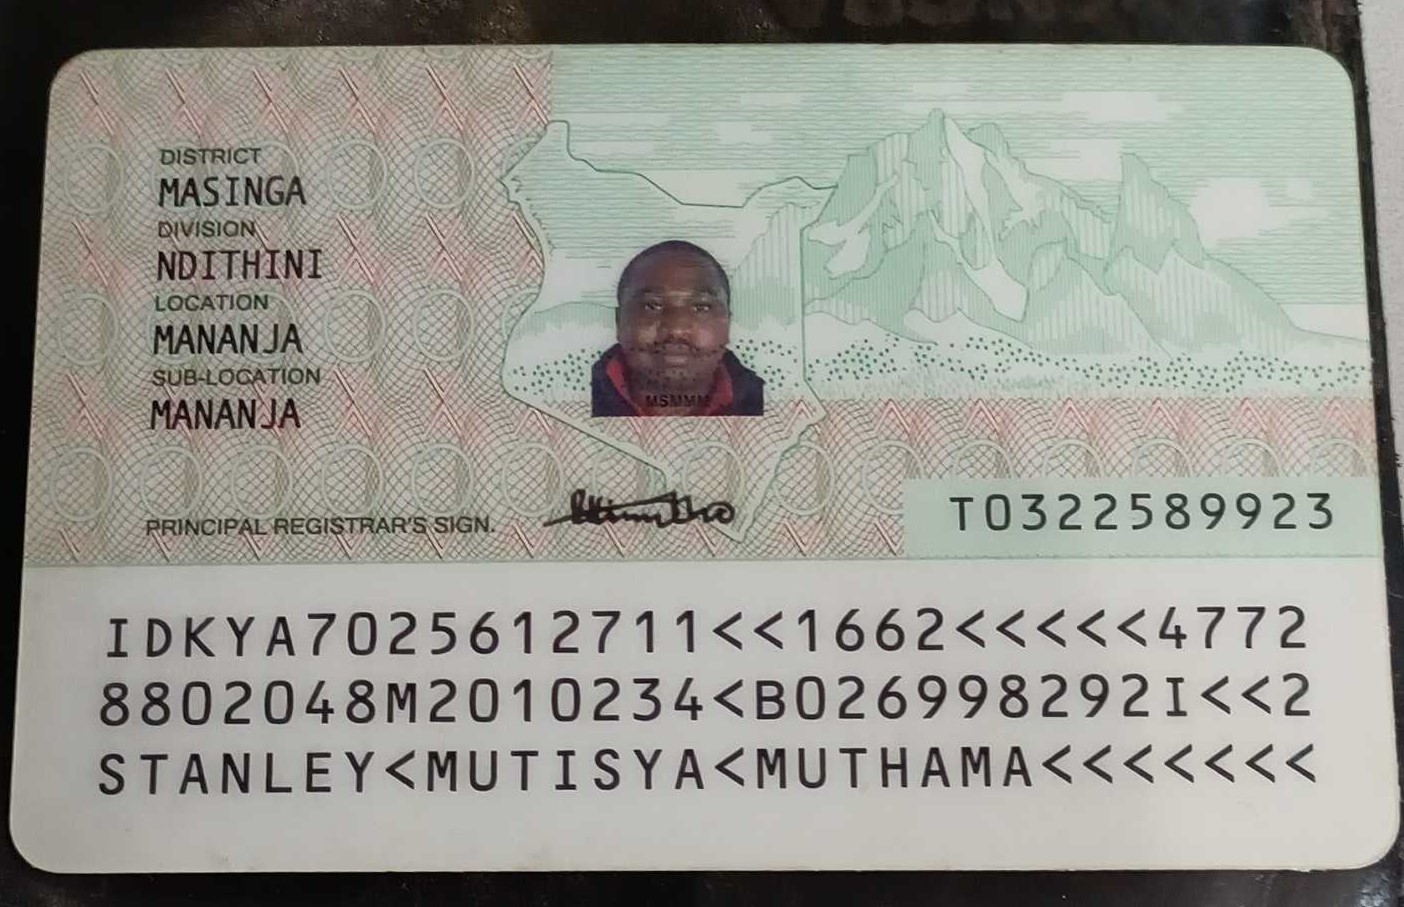 DISTRICT
MASINGA
DIVISION
NDITHINI
LOCATION
MANANJA
SUB-LOCATION
MANANJA
MSMMM
PRINCIPAL REGISTRAR'S SIGN.
T0322589923
IDKYA7025612711<<1662<<<<<4772
8802048M2010234<B026998292I<<2
STANLEY<MUTISYA<MUTHAMA<<<<<<<